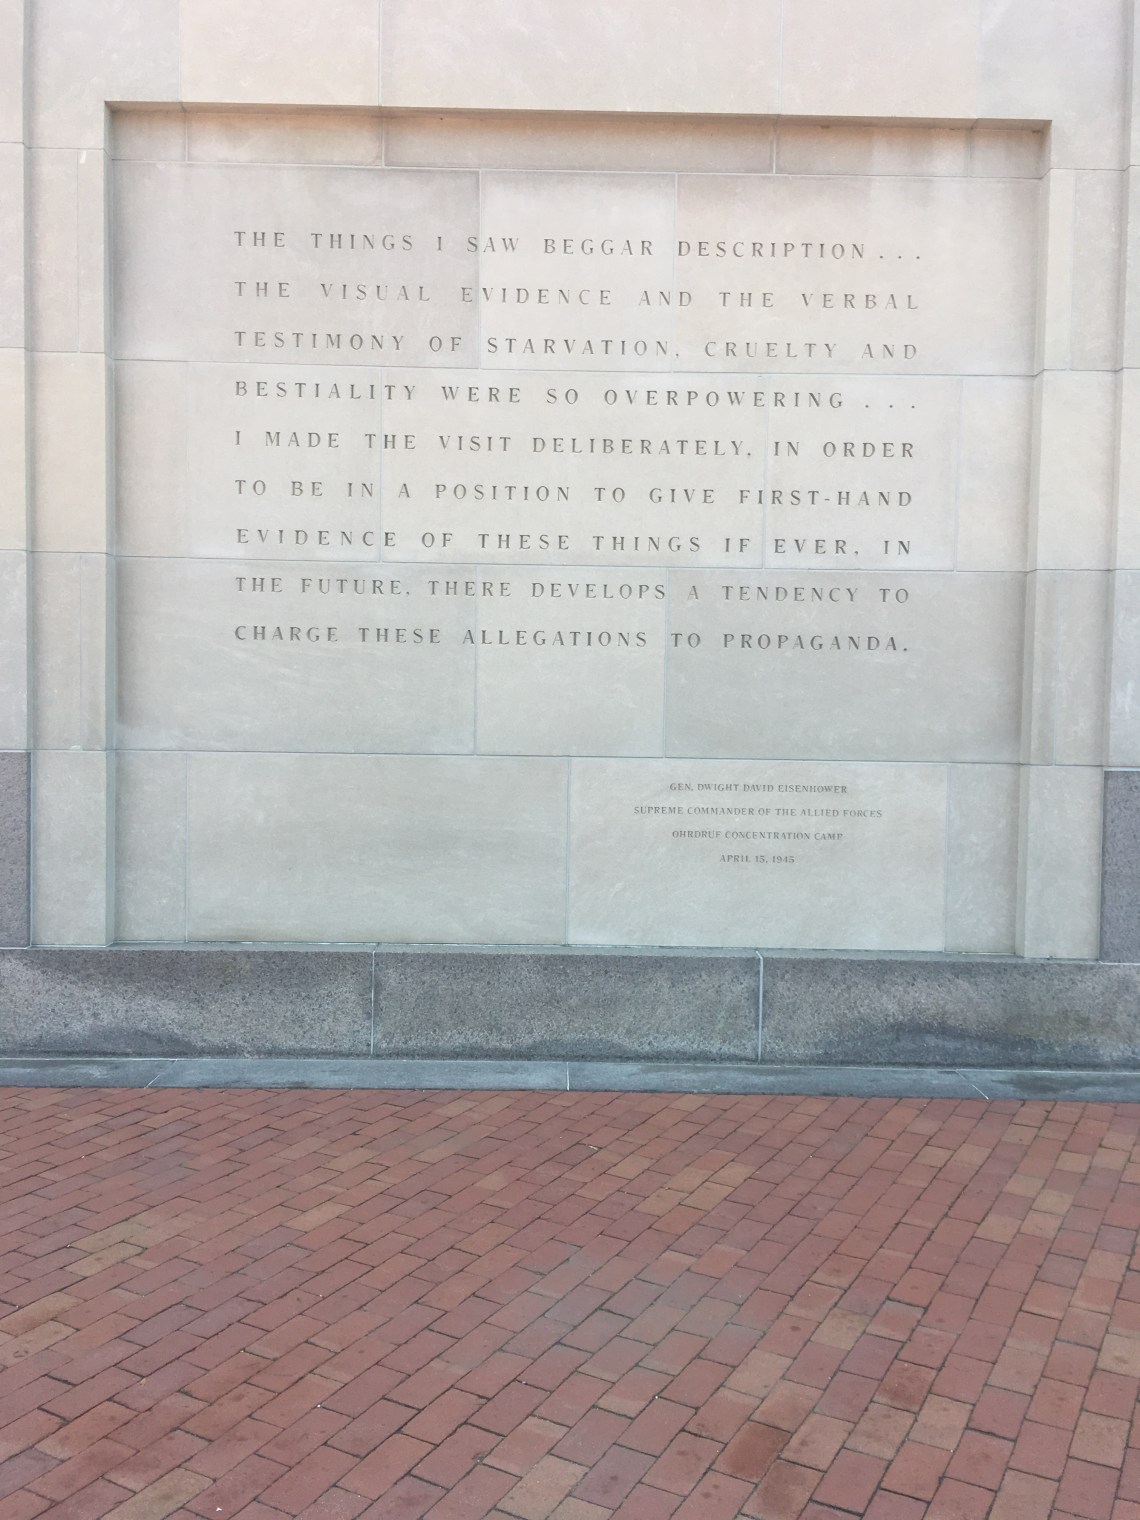 THE THINGS I SAW BEGGAR DESCRIPTION...
THE VISUAL EVIDENCE AND THE VERBAL
TESTIMONY OF STARVATION, CRUELTY AND
BESTIALITY WERE SO OVERPOWERING...
I MADE THE VISIT DELIBERATELY, IN ORDER
TO BE IN A POSITION TO GIVE FIRST-HAND
EVIDENCE OF THESE THINGS IF EVER, IN
THE FUTURE, THERE DEVELOPS A TENDENCY TO
CHARGE THESE ALLEGATIONS TO PROPAGANDA.
GEN. DWIGHT DAVID EISENHOWER
SUPREME COMMANDER OF THE ALLIED FORCES
OHRDRUF CONCENTRATION CAMP
APRIL 15, 1945